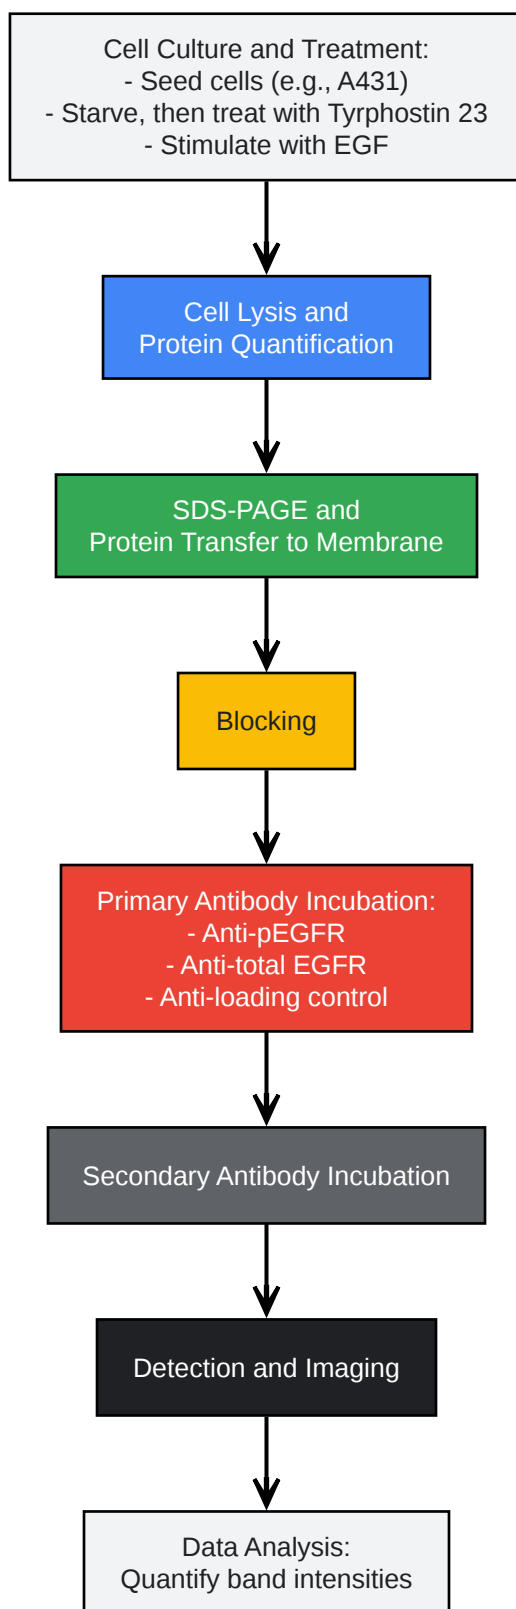 Cell Culture and Treatment:
- Seed cells (e.g., A431)
- Starve, then treat with Tyrphostin 23
- Stimulate with EGF
Cell Lysis and
Protein Quantification
SDS-PAGE and
Protein Transfer to Membrane
Blocking
Primary Antibody Incubation:
- Anti-pEGFR
- Anti-total EGFR
- Anti-loading control
Secondary Antibody Incubation
Detection and Imaging
Data Analysis:
Quantify band intensities